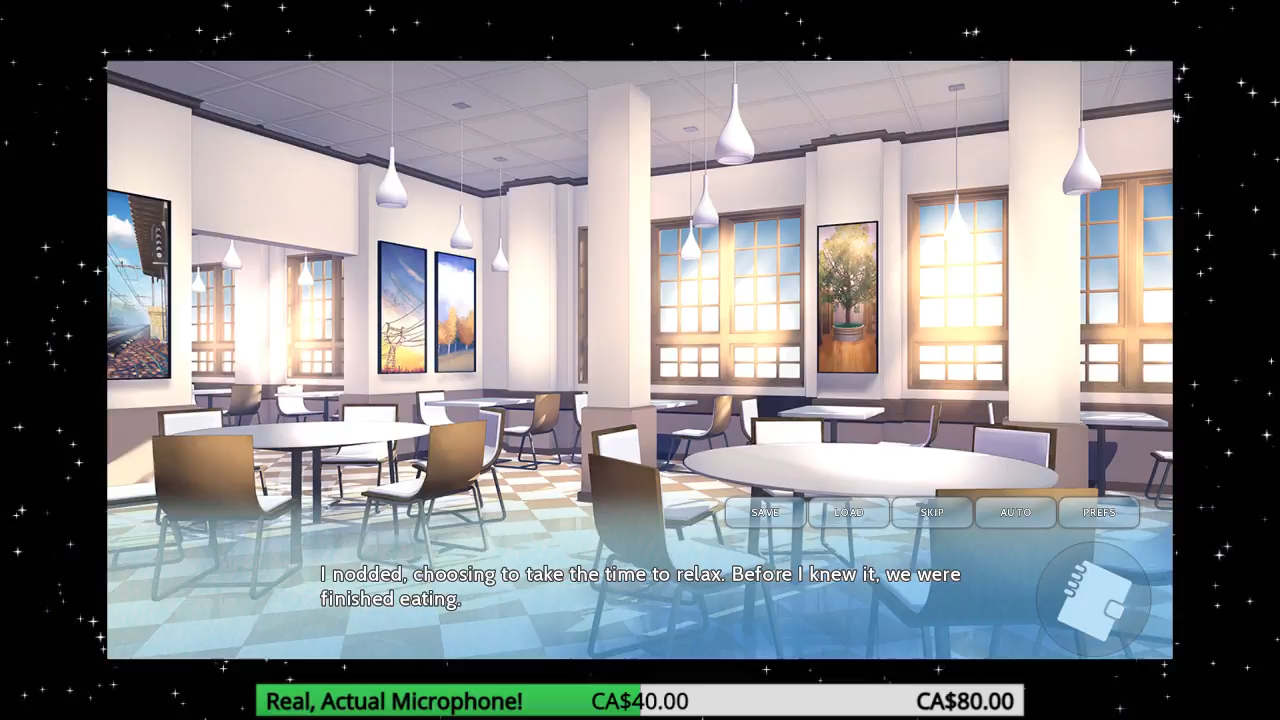 SAVE
LOAD
SKIP
AUTO
PREFS
I nodded, choosing to take the time to relax. Before I knew it, we were
finished eating.
Real, Actual Microphone! CA$40.00 CA$80.00